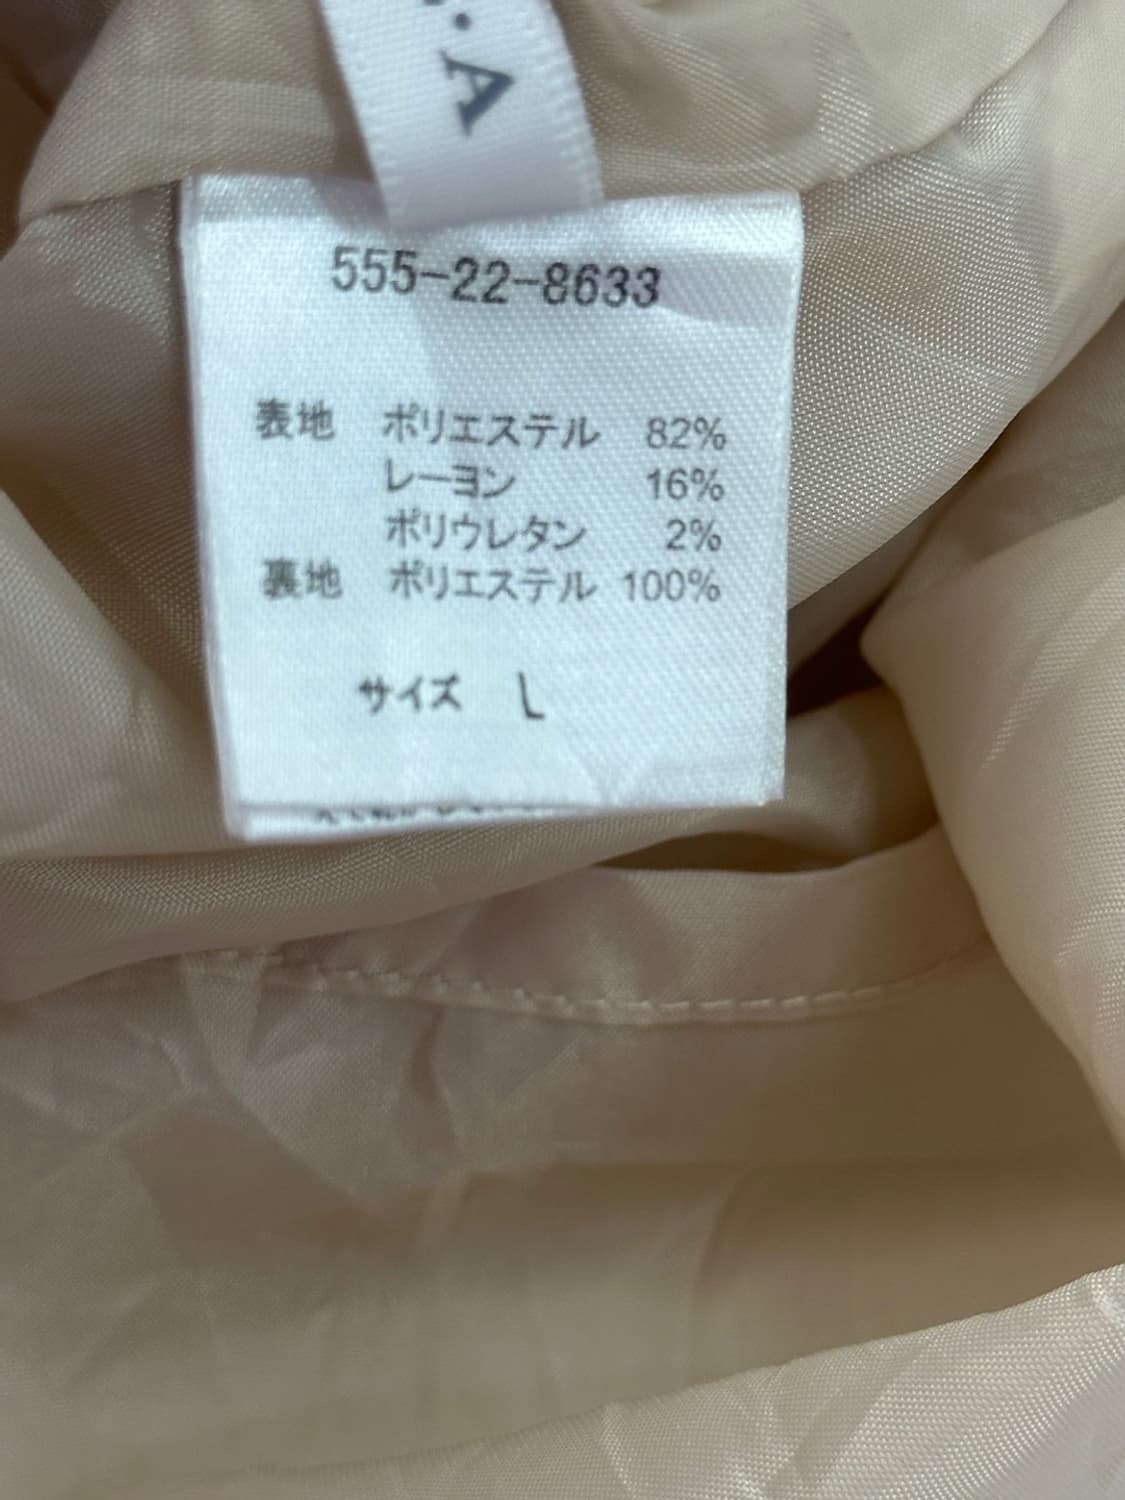 A
555-22-8633
表地 ポリエステル 82%
レーヨン 16%
ポリウレタン 2%
裏地 ポリエステル 100%
サイズ L